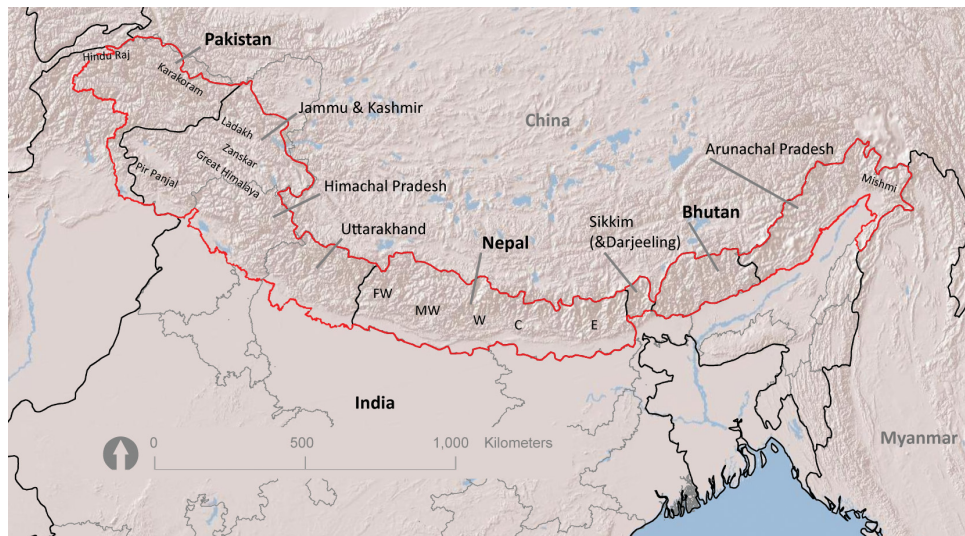 Pakistan
Hindu Raj
Karakoram
Jammu & Kashmir
Ladakh
Zanskar
Great Himalaya
Pir Panjal
Himachal Pradesh
Uttarakhand
China
Arunachal Pradesh
Mishmi
Sikkim
(&Darjeeling)
Bhutan
Nepal
FW
MW
W
C
E
India
0 500 1,000 Kilometers
Myanmar